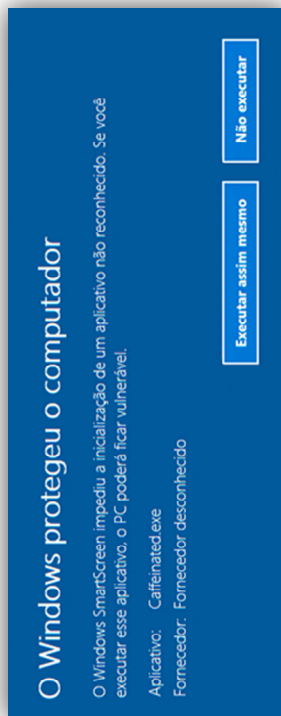 O Windows protegeu o computador
O Windows SmartScreen impediu a inicialização de um aplicativo não reconhecido. Se você
executar esse aplicativo, o PC poderá ficar vulnerável.
Aplicativo: Caffeinated.exe
Fornecedor: Fornecedor desconhecido
Executar assim mesmo
Não executar